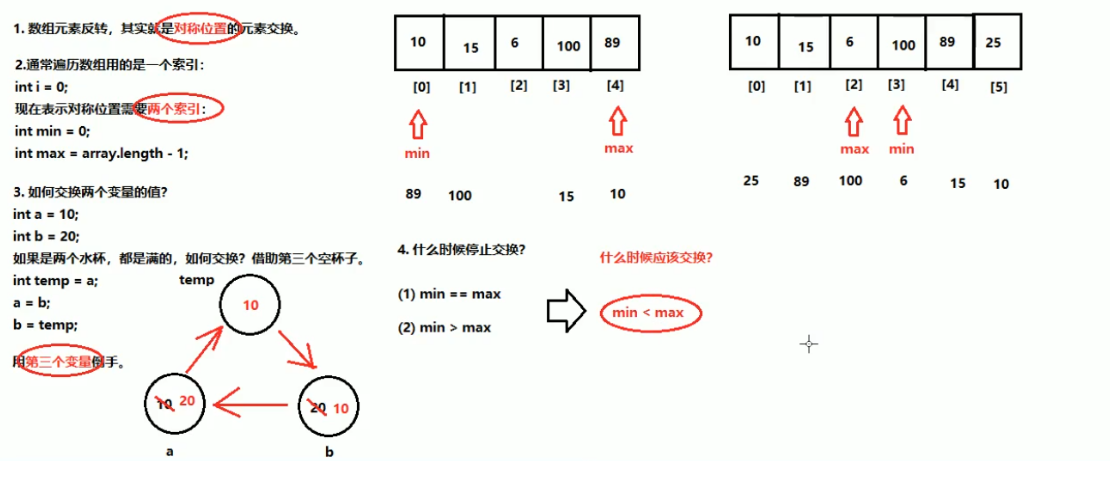 1. 数组元素反转，其实就是对称位置的元素交换。
2.通常遍历数组用的是一个索引：
int i = 0;
现在表示对称位置需要两个索引：
int min = 0;
int max = array.length - 1;
3. 如何交换两个变量的值？
int a = 10;
int b = 20;
如果是两个水杯，都是满的，如何交换？借助第三个空杯子。
int temp = a;
a = b;
b = temp;
用第三个变量倒手。
temp
10
10 20
20 10
a b
10 15 6 100 89
[0] [1] [2] [3] [4]
min max
89 100 15 10
4. 什么时候停止交换？
(1) min == max
(2) min > max
什么时候应该交换？
min < max
10 15 6 100 89 25
[0] [1] [2] [3] [4] [5]
max min
25 89 100 6 15 10